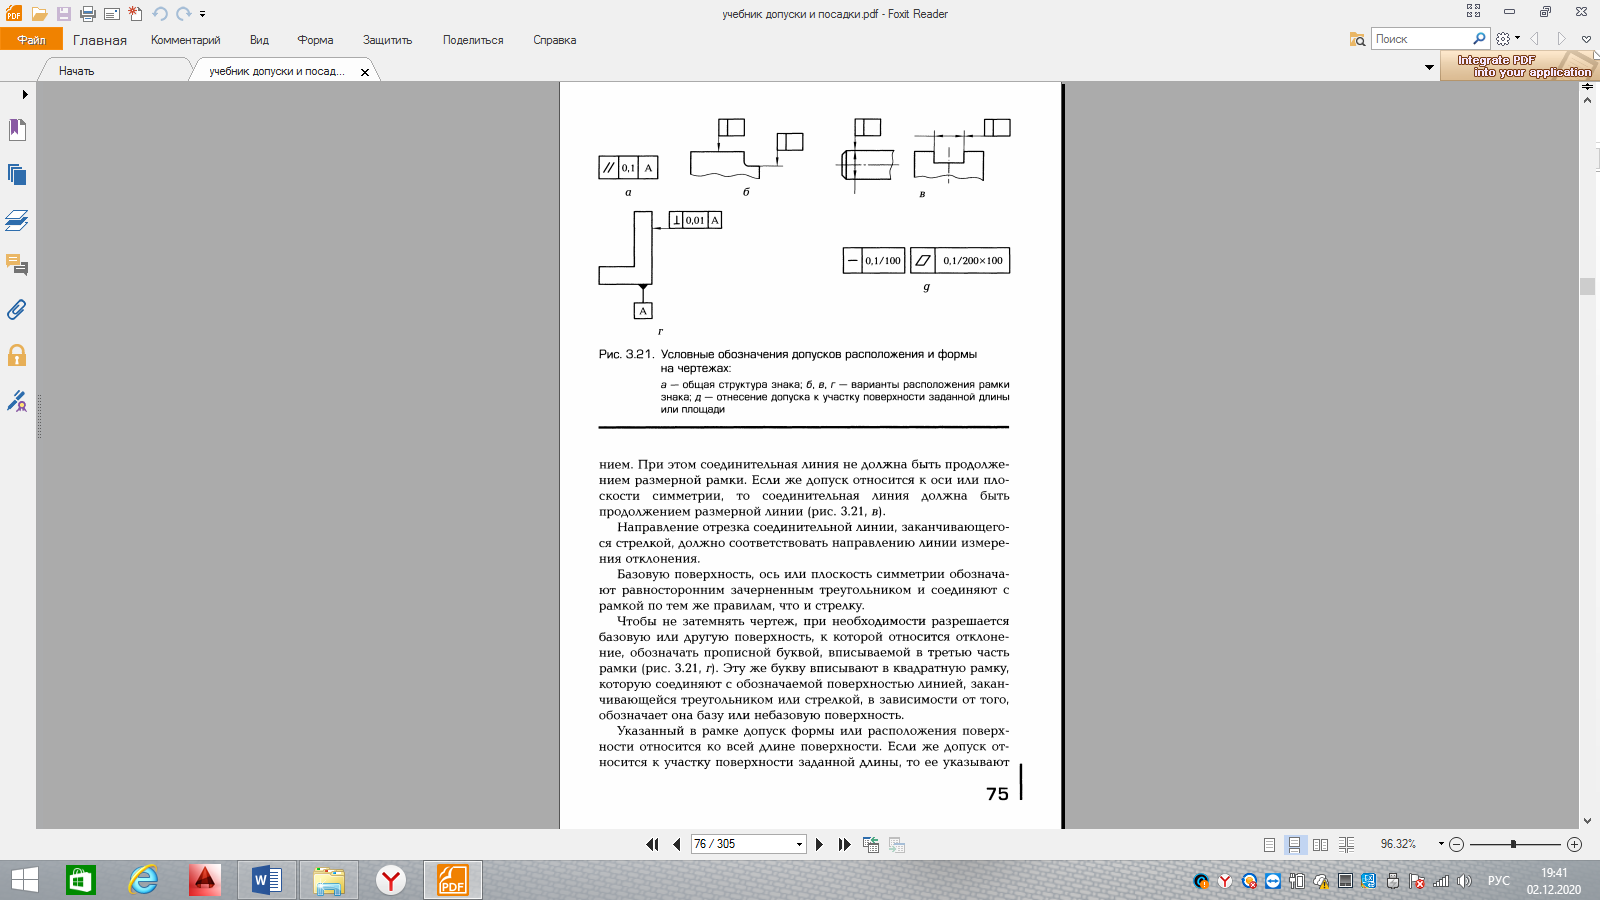 учебник допуски и посадки.pdf - Foxit Reader
Файл Главная Комментарий Вид Форма Защитить Поделиться Справка Поиск
Начать учебник допуски и посад...
Integrate PDF
into your application
// 0,1 А
а б в
⊥ 0,01 А
— 0,1/100 ▱ 0,1/200×100
д
А
г
Рис. 3.21. Условные обозначения допусков расположения и формы
на чертежах:
а — общая структура знака; б, в, г — варианты расположения рамки
знака; д — отнесение допуска к участку поверхности заданной длины
или площади
нием. При этом соединительная линия не должна быть продолже-
нием размерной рамки. Если же допуск относится к оси или пло-
скости симметрии, то соединительная линия должна быть
продолжением размерной линии (рис. 3.21, в).
Направление отрезка соединительной линии, заканчивающего-
ся стрелкой, должно соответствовать направлению линии измере-
ния отклонения.
Базовую поверхность, ось или плоскость симметрии обознача-
ют равносторонним зачерненным треугольником и соединяют с
рамкой по тем же правилам, что и стрелку.
Чтобы не затемнять чертеж, при необходимости разрешается
базовую или другую поверхность, к которой относится отклоне-
ние, обозначать прописной буквой, вписываемой в третью часть
рамки (рис. 3.21, г). Эту же букву вписывают в квадратную рамку,
которую соединяют с обозначаемой поверхностью линией, закан-
чивающейся треугольником или стрелкой, в зависимости от того,
обозначает она базу или небазовую поверхность.
Указанный в рамке допуск формы или расположения поверх-
ности относится ко всей длине поверхности. Если же допуск от-
носится к участку поверхности заданной длины, то ее указывают
75
76 / 305
96.32%
РУС
19:41
02.12.2020